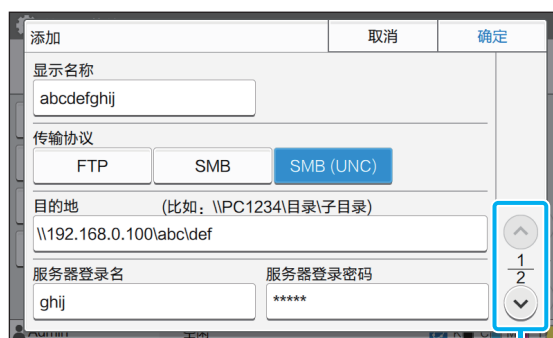 添加 取消 确定
显示名称
abcdefghij
传输协议
FTP SMB SMB (UNC)
目的地 (比如：\\PC1234\目录\子目录)
\\192.168.0.100\abc\def
服务器登录名 服务器登录密码
ghij *****
1
2
Admin